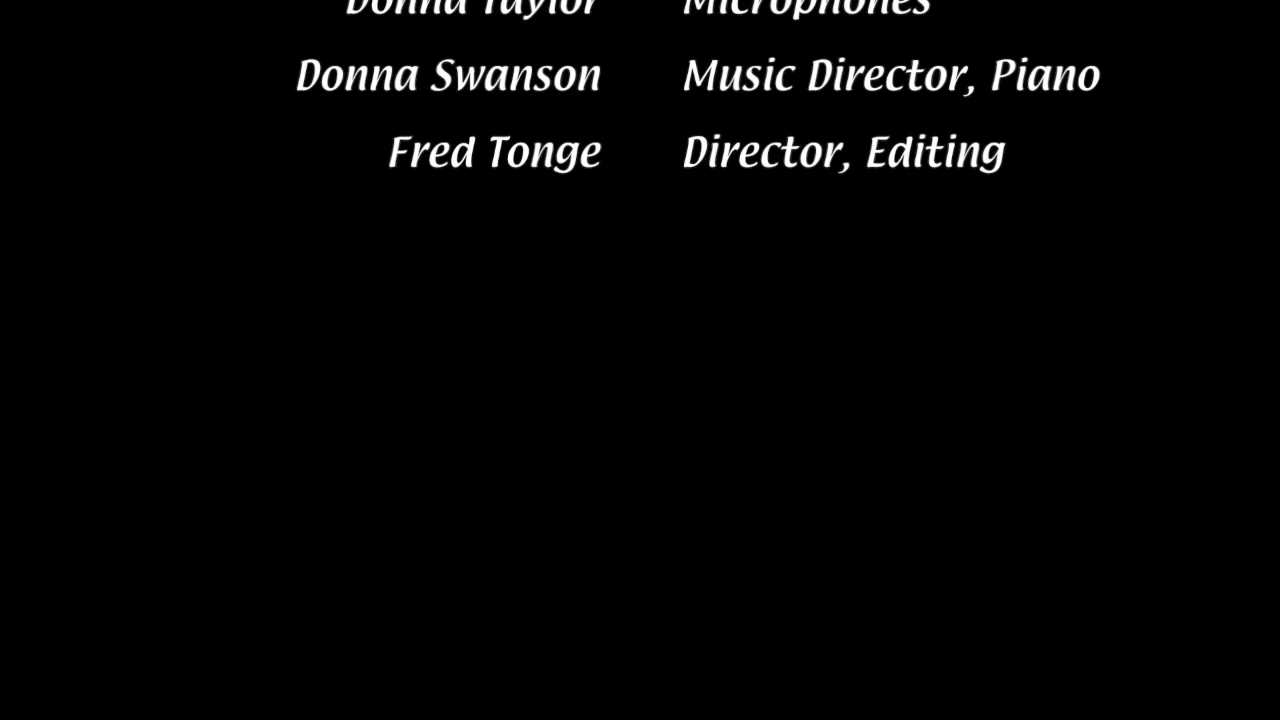 Donna Taylor Microphones
Donna Swanson Music Director, Piano
Fred Tonge Director, Editing